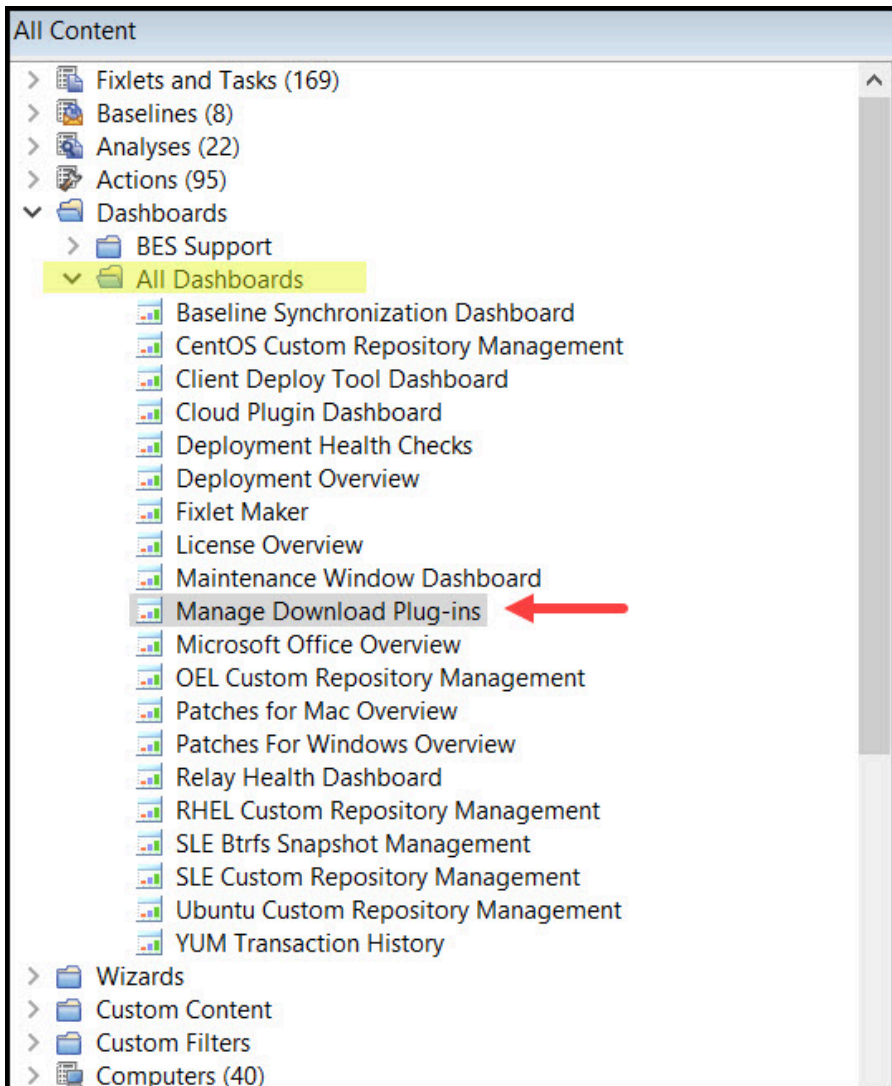 All Content
Fixlets and Tasks (169)
Baselines (8)
Analyses (22)
Actions (95)
Dashboards
BES Support
All Dashboards
Baseline Synchronization Dashboard
CentOS Custom Repository Management
Client Deploy Tool Dashboard
Cloud Plugin Dashboard
Deployment Health Checks
Deployment Overview
Fixlet Maker
License Overview
Maintenance Window Dashboard
Manage Download Plug-ins
Microsoft Office Overview
OEL Custom Repository Management
Patches for Mac Overview
Patches For Windows Overview
Relay Health Dashboard
RHEL Custom Repository Management
SLE Btrfs Snapshot Management
SLE Custom Repository Management
Ubuntu Custom Repository Management
YUM Transaction History
Wizards
Custom Content
Custom Filters
Computers (40)